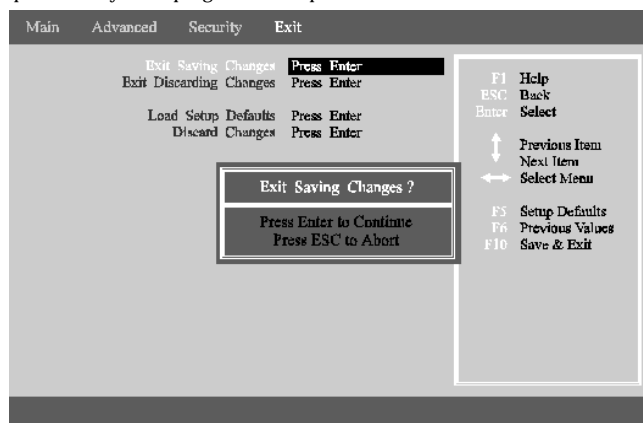 Main Advanced Security Exit
Exit Saving Changes Press Enter
Exit Discarding Changes Press Enter
Load Setup Defaults Press Enter
Discard Changes Press Enter
Exit Saving Changes ?
Press Enter to Continue
Press ESC to Abort
F1 Help
ESC Back
Enter Select
Previous Item
Next Item
Select Menu
F5 Setup Defaults
F6 Previous Values
F10 Save & Exit